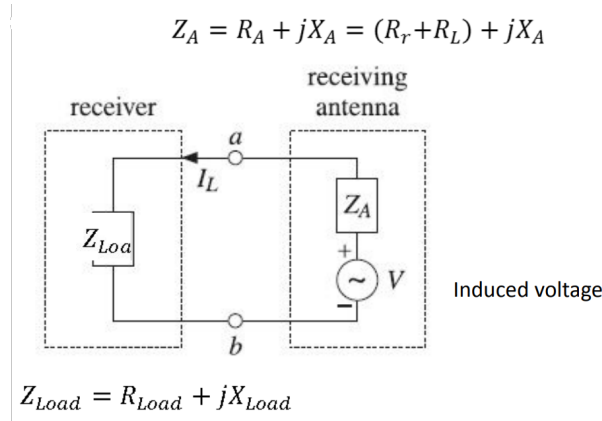 Z_A = R_A + jX_A = (R_r+R_L) + jX_A
receiving
receiver antenna
a
I_L
Z_A
Z_Loa
+
~ V
Induced voltage
−
b
Z_Load = R_Load + jX_Load